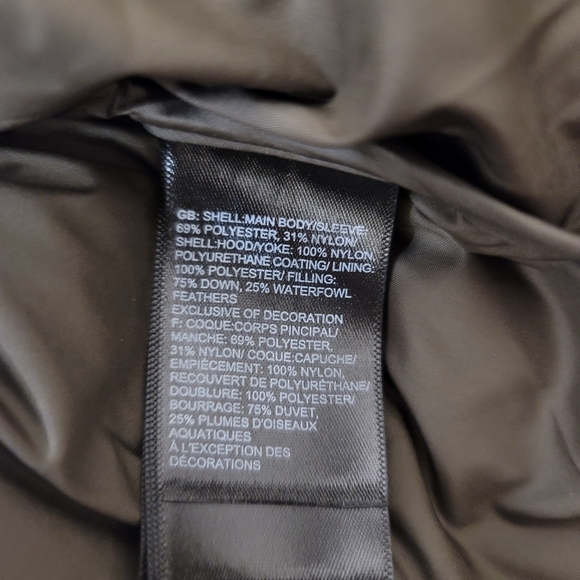 GB: SHELL:MAIN BODY/SLEEVE:
69% POLYESTER, 31% NYLON/
SHELL:HOOD/YOKE: 100% NYLON,
POLYURETHANE COATING/ LINING:
100% POLYESTER/ FILLING:
75% DOWN, 25% WATERFOWL
FEATHERS
EXCLUSIVE OF DECORATION
F: COQUE:CORPS PINCIPAL/
MANCHE: 69% POLYESTER,
31% NYLON/ COQUE:CAPUCHE/
EMPIÈCEMENT: 100% NYLON,
RECOUVERT DE POLYURÉTHANE/
DOUBLURE: 100% POLYESTER/
BOURRAGE: 75% DUVET,
25% PLUMES D'OISEAUX
AQUATIQUES
À L'EXCEPTION DES
DÉCORATIONS